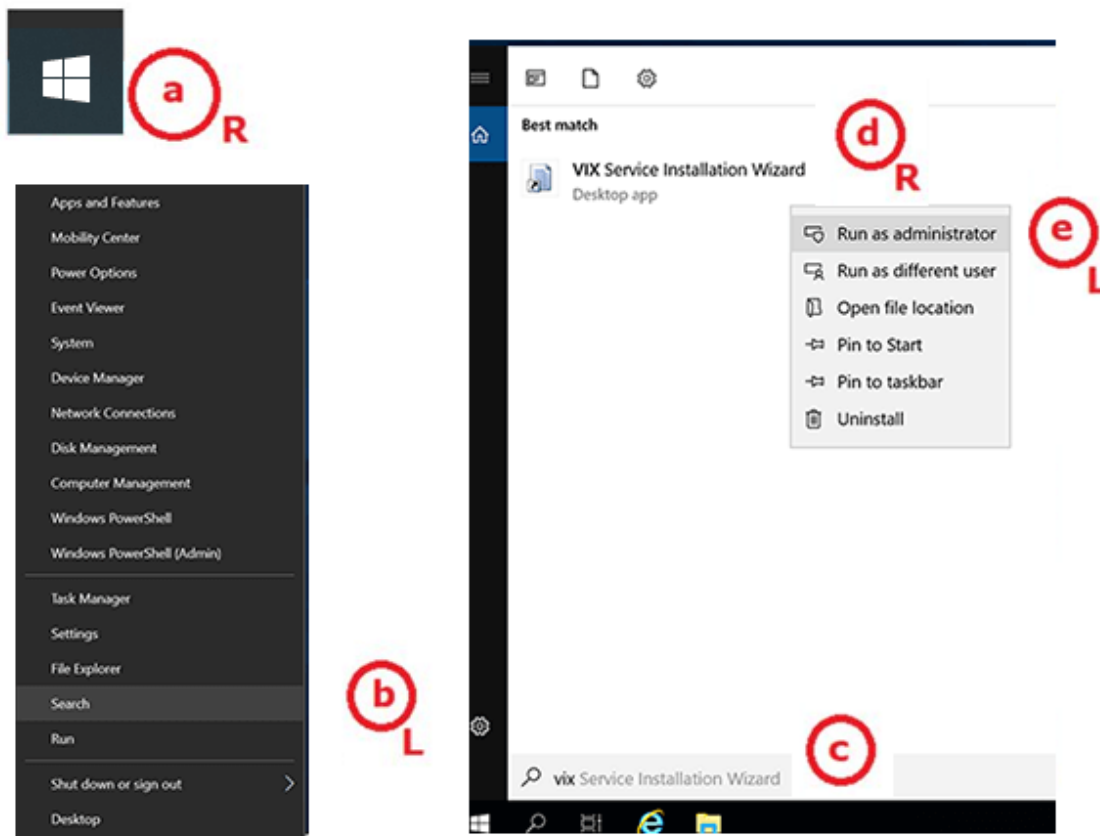 a
R
Apps and Features
Mobility Center
Power Options
Event Viewer
System
Device Manager
Network Connections
Disk Management
Computer Management
Windows PowerShell
Windows PowerShell (Admin)
Task Manager
Settings
File Explorer
Search
Run
Shut down or sign out
Desktop
b
L
Best match
VIX Service Installation Wizard
Desktop app
d
R
Run as administrator
Run as different user
Open file location
Pin to Start
Pin to taskbar
Uninstall
e
L
c
vix Service Installation Wizard